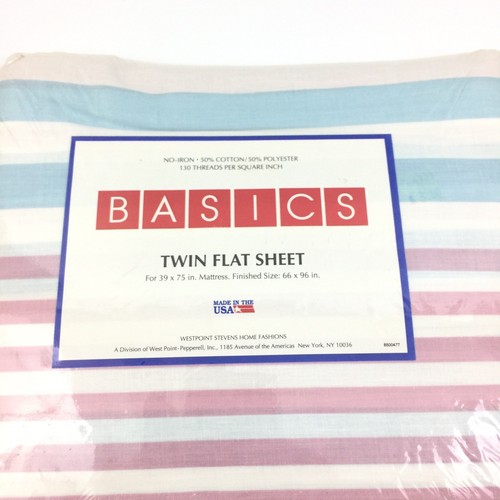 NO-IRON • 50% COTTON/50% POLYESTER
130 THREADS PER SQUARE INCH
BASICS
TWIN FLAT SHEET
For 39 x 75 in. Mattress. Finished Size: 66 x 96 in.
MADE IN THE
USA
WESTPOINT STEVENS HOME FASHIONS
A Division of West Point-Pepperell, Inc., 1185 Avenue of the Americas New York, NY 10036